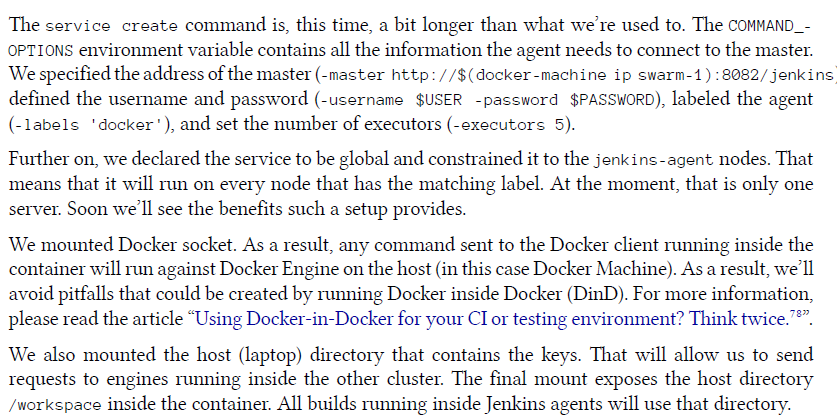 The service create command is, this time, a bit longer than what we're used to. The COMMAND_-
OPTIONS environment variable contains all the information the agent needs to connect to the master.
We specified the address of the master (-master http://$(docker-machine ip swarm-1):8082/jenkins)
defined the username and password (-username $USER -password $PASSWORD), labeled the agent
(-labels 'docker'), and set the number of executors (-executors 5).
Further on, we declared the service to be global and constrained it to the jenkins-agent nodes. That
means that it will run on every node that has the matching label. At the moment, that is only one
server. Soon we'll see the benefits such a setup provides.
We mounted Docker socket. As a result, any command sent to the Docker client running inside the
container will run against Docker Engine on the host (in this case Docker Machine). As a result, we'll
avoid pitfalls that could be created by running Docker inside Docker (DinD). For more information,
please read the article “Using Docker-in-Docker for your CI or testing environment? Think twice.⁷⁸”.
We also mounted the host (laptop) directory that contains the keys. That will allow us to send
requests to engines running inside the other cluster. The final mount exposes the host directory
/workspace inside the container. All builds running inside Jenkins agents will use that directory.